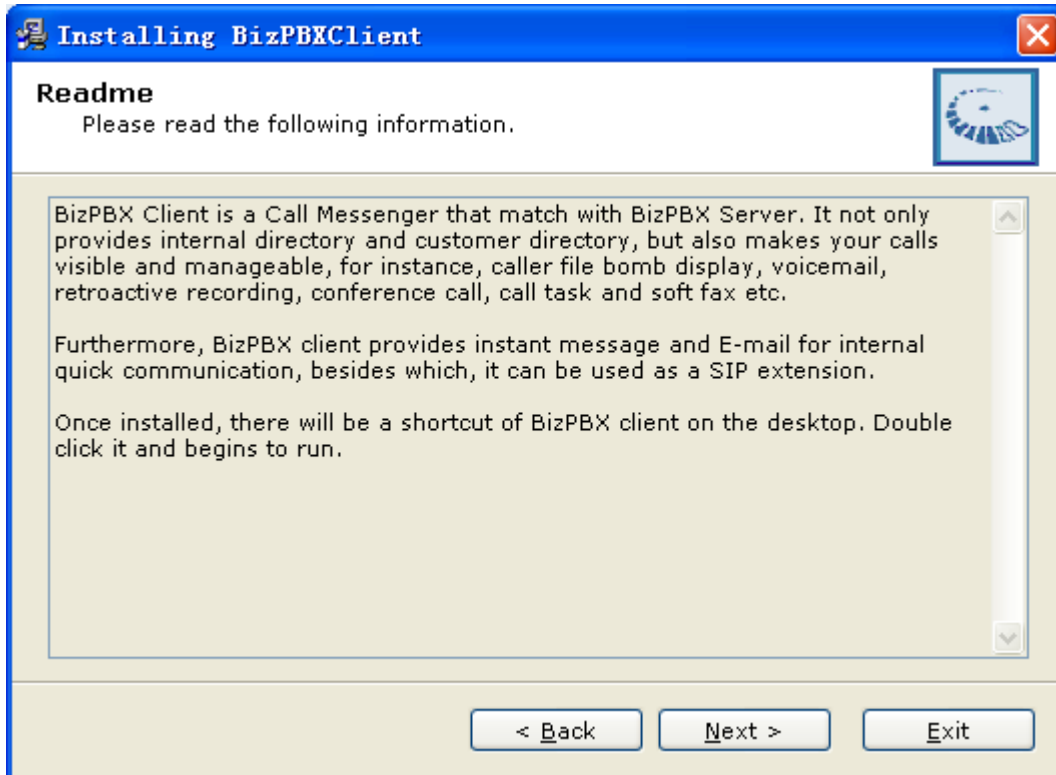 Installing BizPBXClient
Readme
Please read the following information.
BizPBX Client is a Call Messenger that match with BizPBX Server. It not only
provides internal directory and customer directory, but also makes your calls
visible and manageable, for instance, caller file bomb display, voicemail,
retroactive recording, conference call, call task and soft fax etc.
Furthermore, BizPBX client provides instant message and E-mail for internal
quick communication, besides which, it can be used as a SIP extension.
Once installed, there will be a shortcut of BizPBX client on the desktop. Double
click it and begins to run.
< Back Next > Exit